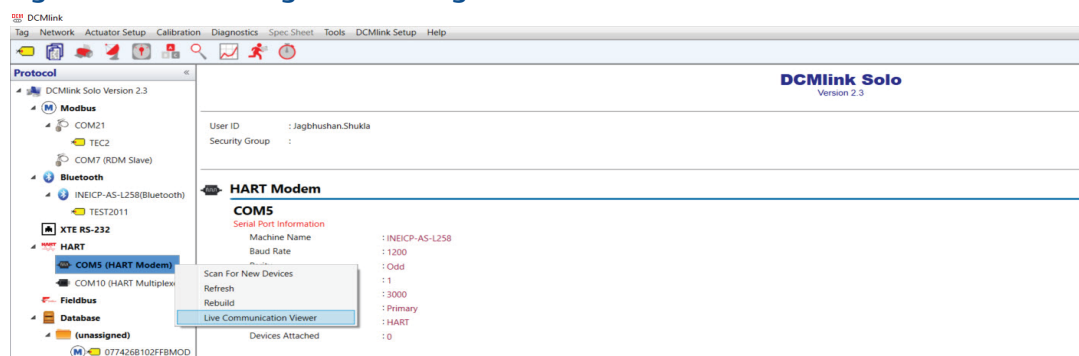 DCMlink
Tag Network Actuator Setup Calibration Diagnostics Spec Sheet Tools DCMlink Setup Help
Protocol
DCMlink Solo Version 2.3
Modbus
COM21
TEC2
COM7 (RDM Slave)
Bluetooth
INEICP-AS-L258(Bluetooth)
TEST2011
XTE RS-232
HART
COM5 (HART Modem)
COM10 (HART Multiplex
Fieldbus
Database
(unassigned)
077426B102FFBMOD
Scan For New Devices
Refresh
Rebuild
Live Communication Viewer
DCMlink Solo
Version 2.3
User ID : Jagbhushan.Shukla
Security Group :
HART Modem
COM5
Serial Port Information
Machine Name : INEICP-AS-L258
Baud Rate : 1200
: Odd
: 1
: 3000
: Primary
: HART
Devices Attached : 0